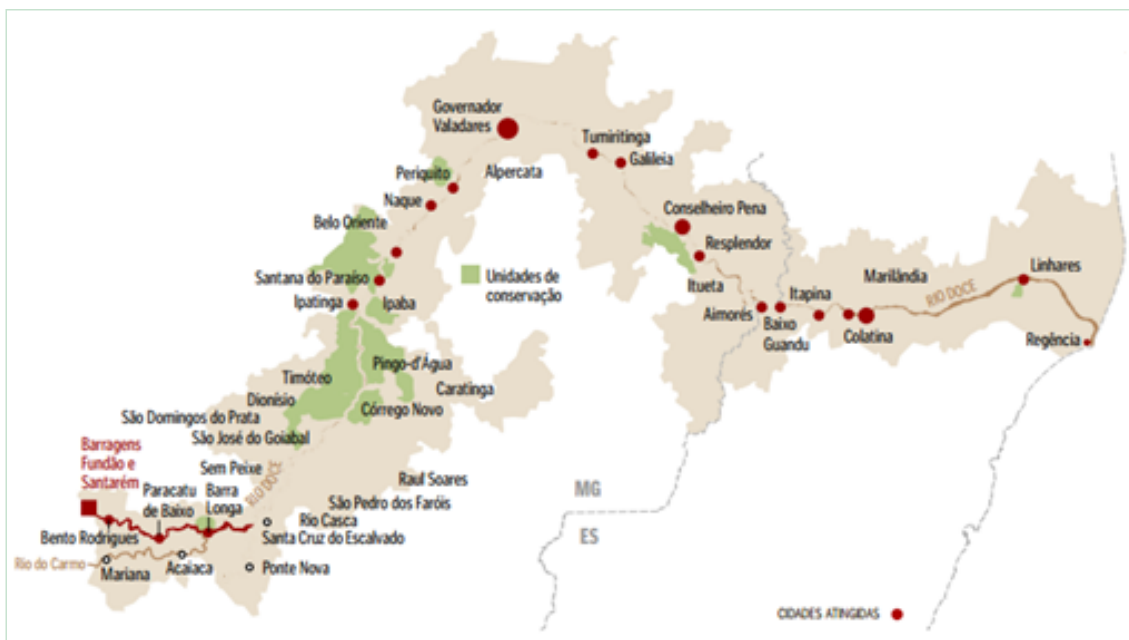 Governador
Valadares
Tumiritinga
Galileia
Periquito
Alpercata
Naque
Conselheiro Pena
Belo Oriente
Resplendor
Linhares
Marilândia
Santana do Paraíso
Unidades de
conservação
Itueta
Itapina
RIO DOCE
Ipatinga
Ipaba
Aimorés
Baixo
Guandu
Colatina
Regência
Pingo-d'Água
Timóteo
Caratinga
Dionísio
Córrego Novo
São Domingos do Prata
São José do Goiabal
Barragens
Fundão e
Santarém
Sem Peixe
RIO DOCE
Raul Soares
Paracatu
de Baixo
Barra
Longa
São Pedro dos Faróis
MG
Rio Casca
Bento Rodrigues
Santa Cruz do Escalvado
ES
Rio do Carmo
Mariana
Acaiaca
Ponte Nova
CIDADES ATINGIDAS